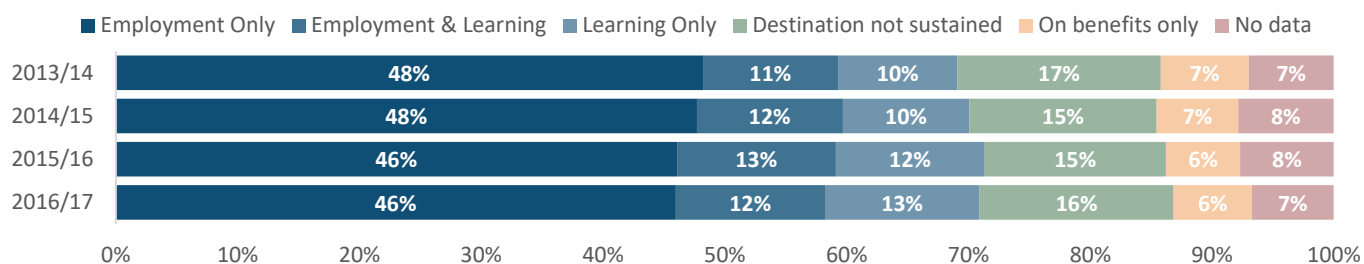 Employment Only Employment & Learning Learning Only Destination not sustained On benefits only No data
2013/14 48% 11% 10% 17% 7% 7%
2014/15 48% 12% 10% 15% 7% 8%
2015/16 46% 13% 12% 15% 6% 8%
2016/17 46% 12% 13% 16% 6% 7%
0% 10% 20% 30% 40% 50% 60% 70% 80% 90% 100%